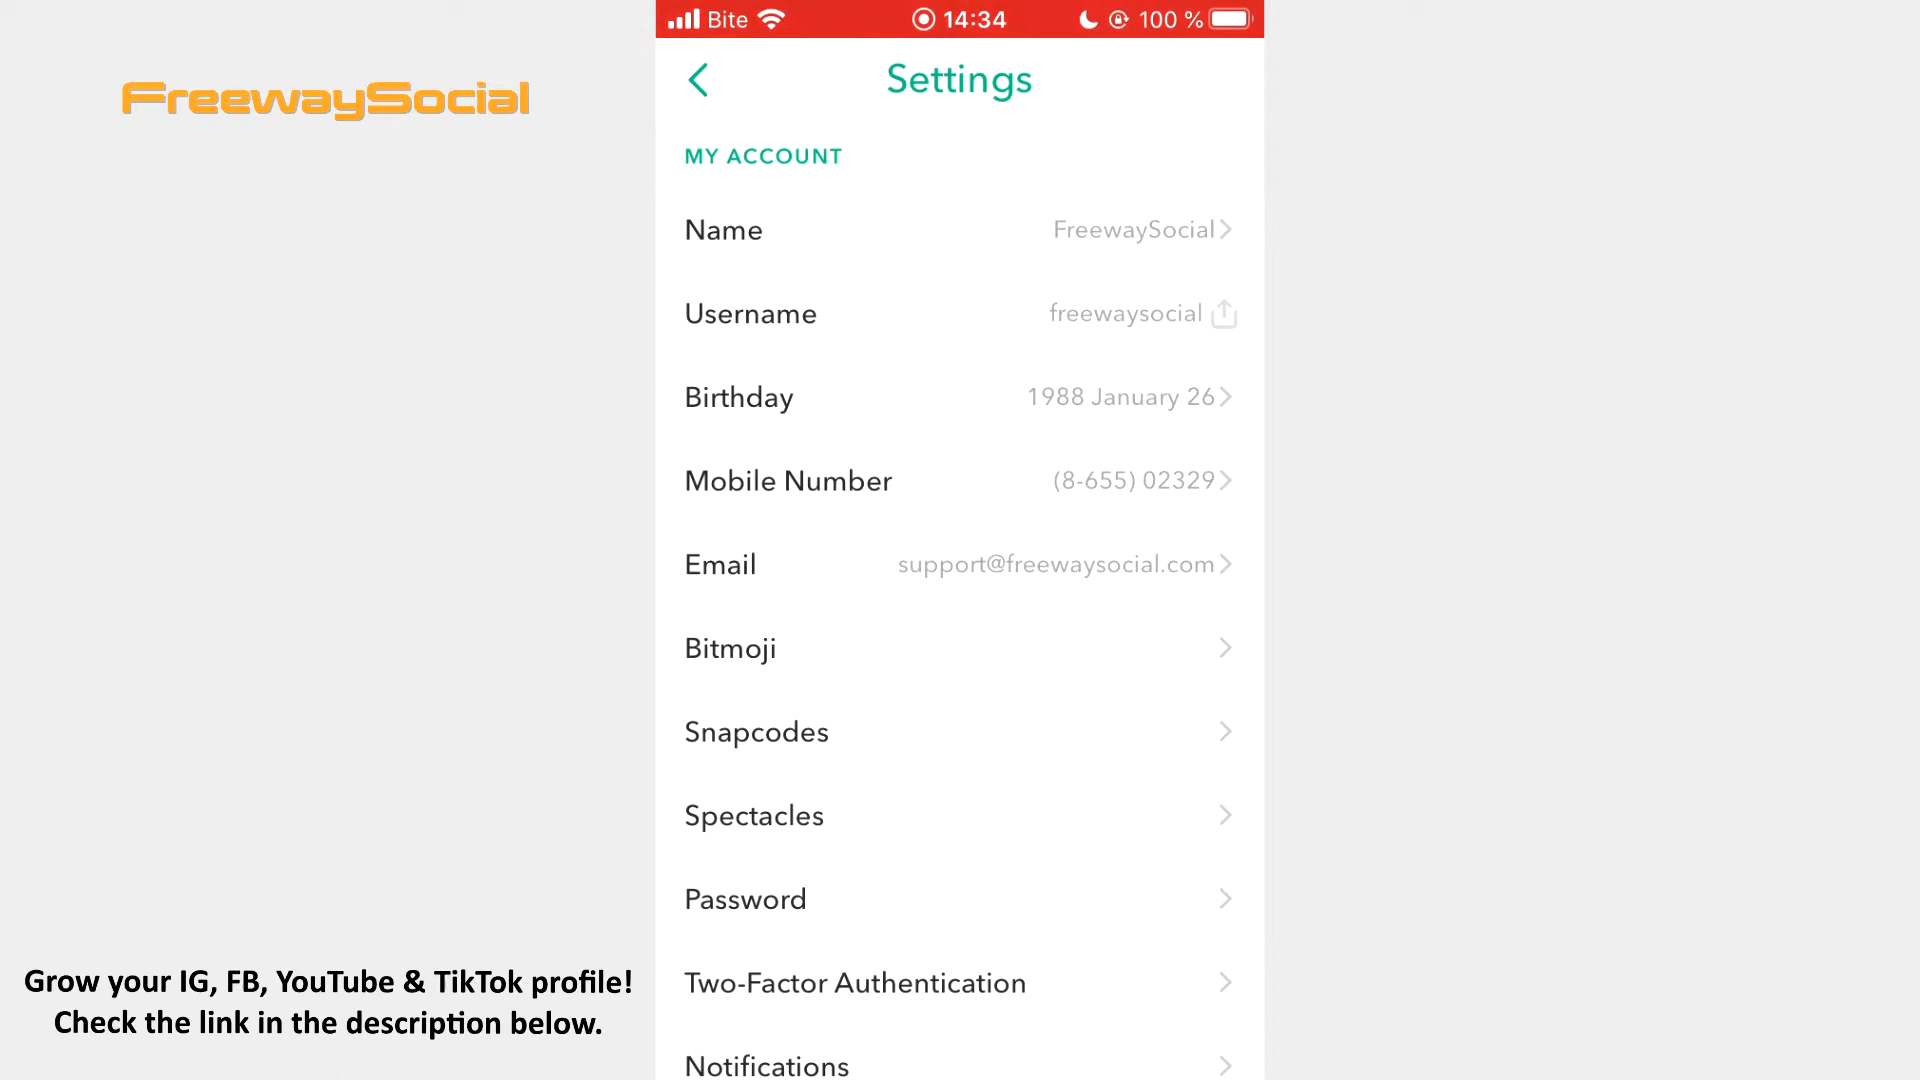 Bite 14:34 100 %
FreewaySocial
Settings
MY ACCOUNT
Name FreewaySocial
Username freewaysocial
Birthday 1988 January 26
Mobile Number (8-655) 02329
Email support@freewaysocial.com
Bitmoji
Snapcodes
Spectacles
Password
Two-Factor Authentication
Notifications
Grow your IG, FB, YouTube & TikTok profile!
Check the link in the description below.